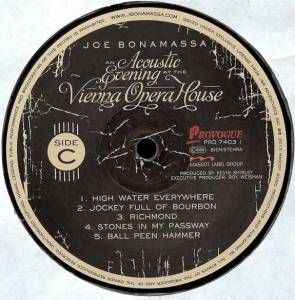 WWW.JBONAMASSA.COM
JOE BONAMASSA
AN Acoustic
Evening AT THE
Vienna Opera House
SIDE
C
PROVOGUE
PRD 7403 1
BIEM/STEMRA
MASCOT LABEL GROUP
PRODUCED BY KEVIN SHIRLEY
EXECUTIVE PRODUCER: ROY WEISMAN
1. HIGH WATER EVERYWHERE
2. JOCKEY FULL OF BOURBON
3. RICHMOND
4. STONES IN MY PASSWAY
5. BALL PEEN HAMMER